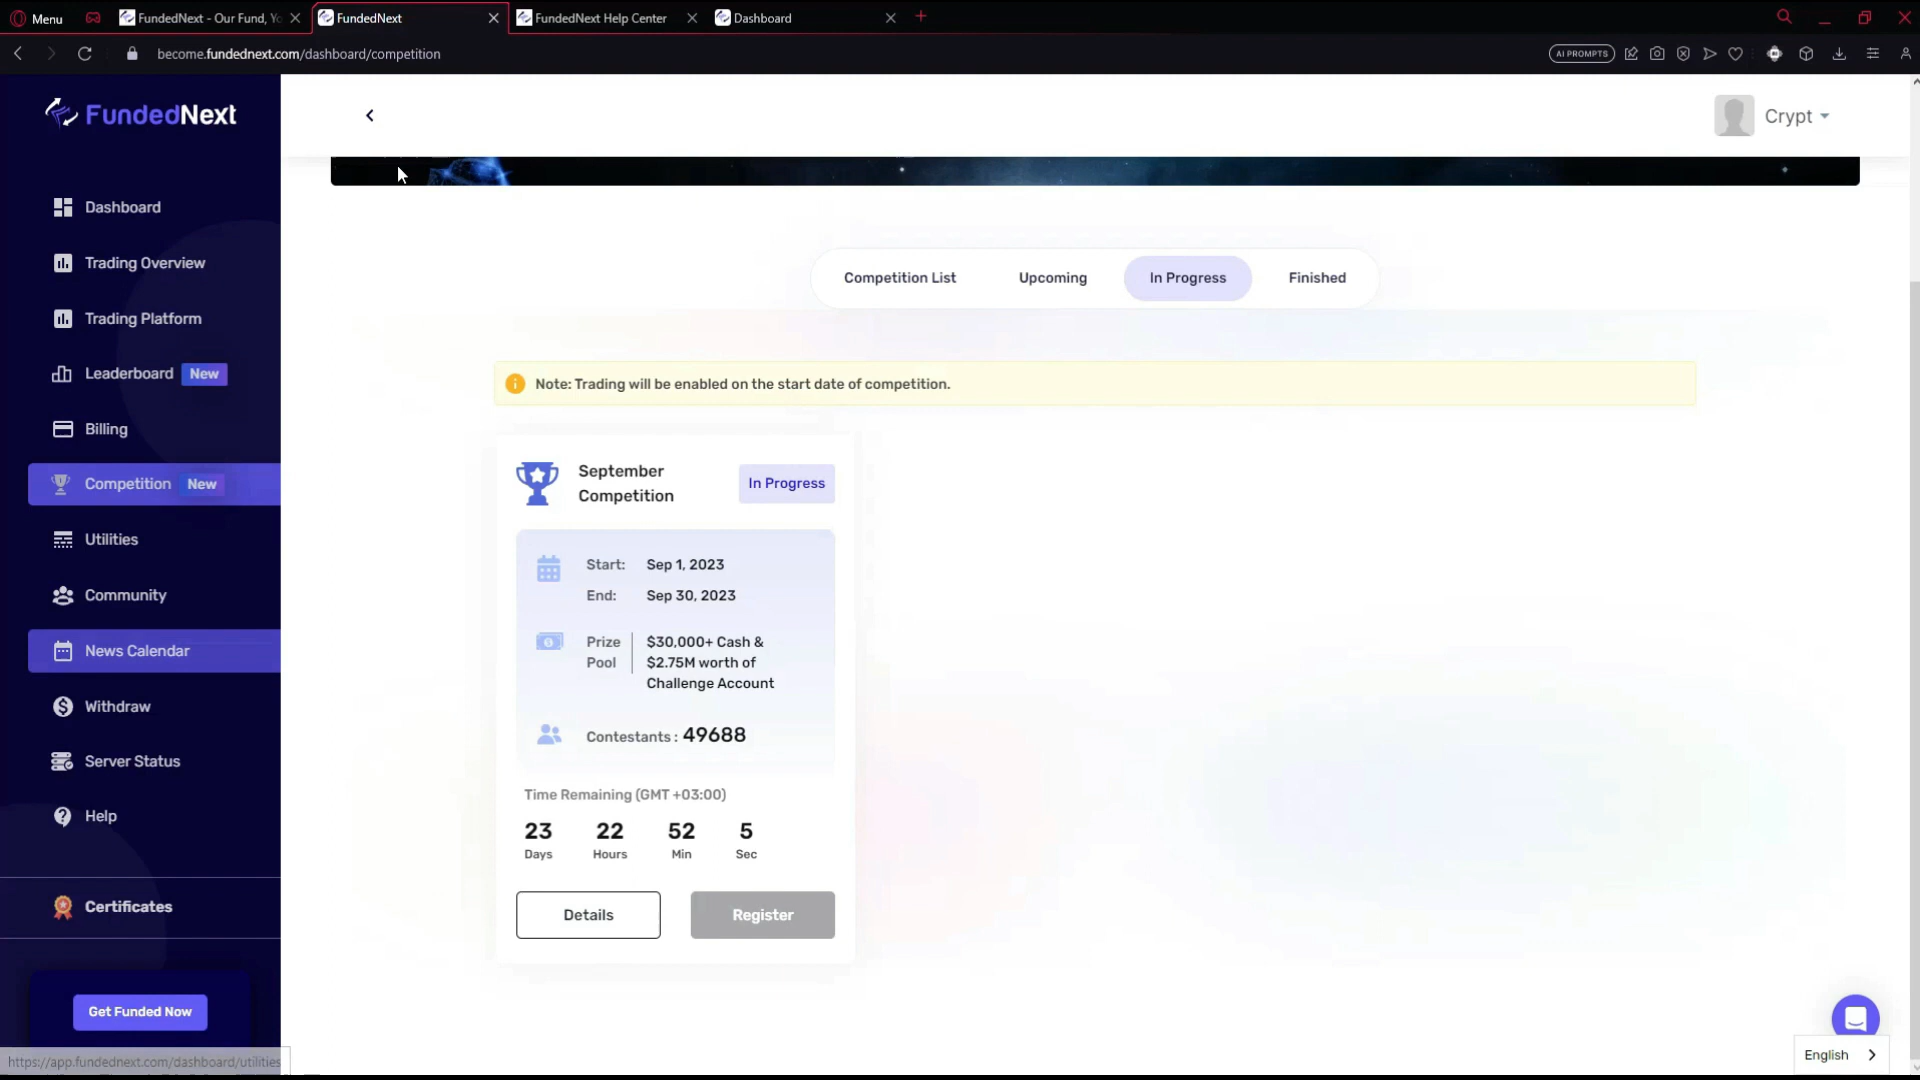 Menu
FundedNext - Our Fund, Yo
FundedNext
FundedNext Help Center
Dashboard
become.fundednext.com/dashboard/competition
AI PROMPTS
FundedNext
Crypt
Dashboard
Trading Overview
Trading Platform
Leaderboard New
Billing
Competition New
Utilities
Community
News Calendar
Withdraw
Server Status
Help
Certificates
Get Funded Now
https://app.fundednext.com/dashboard/utilities
Competition List
Upcoming
In Progress
Finished
Note: Trading will be enabled on the start date of competition.
September
Competition
In Progress
Start: Sep 1, 2023
End: Sep 30, 2023
Prize
Pool
$30,000+ Cash &
$2.75M worth of
Challenge Account
Contestants : 49688
Time Remaining (GMT +03:00)
23 22 52 5
Days Hours Min Sec
Details
Register
English